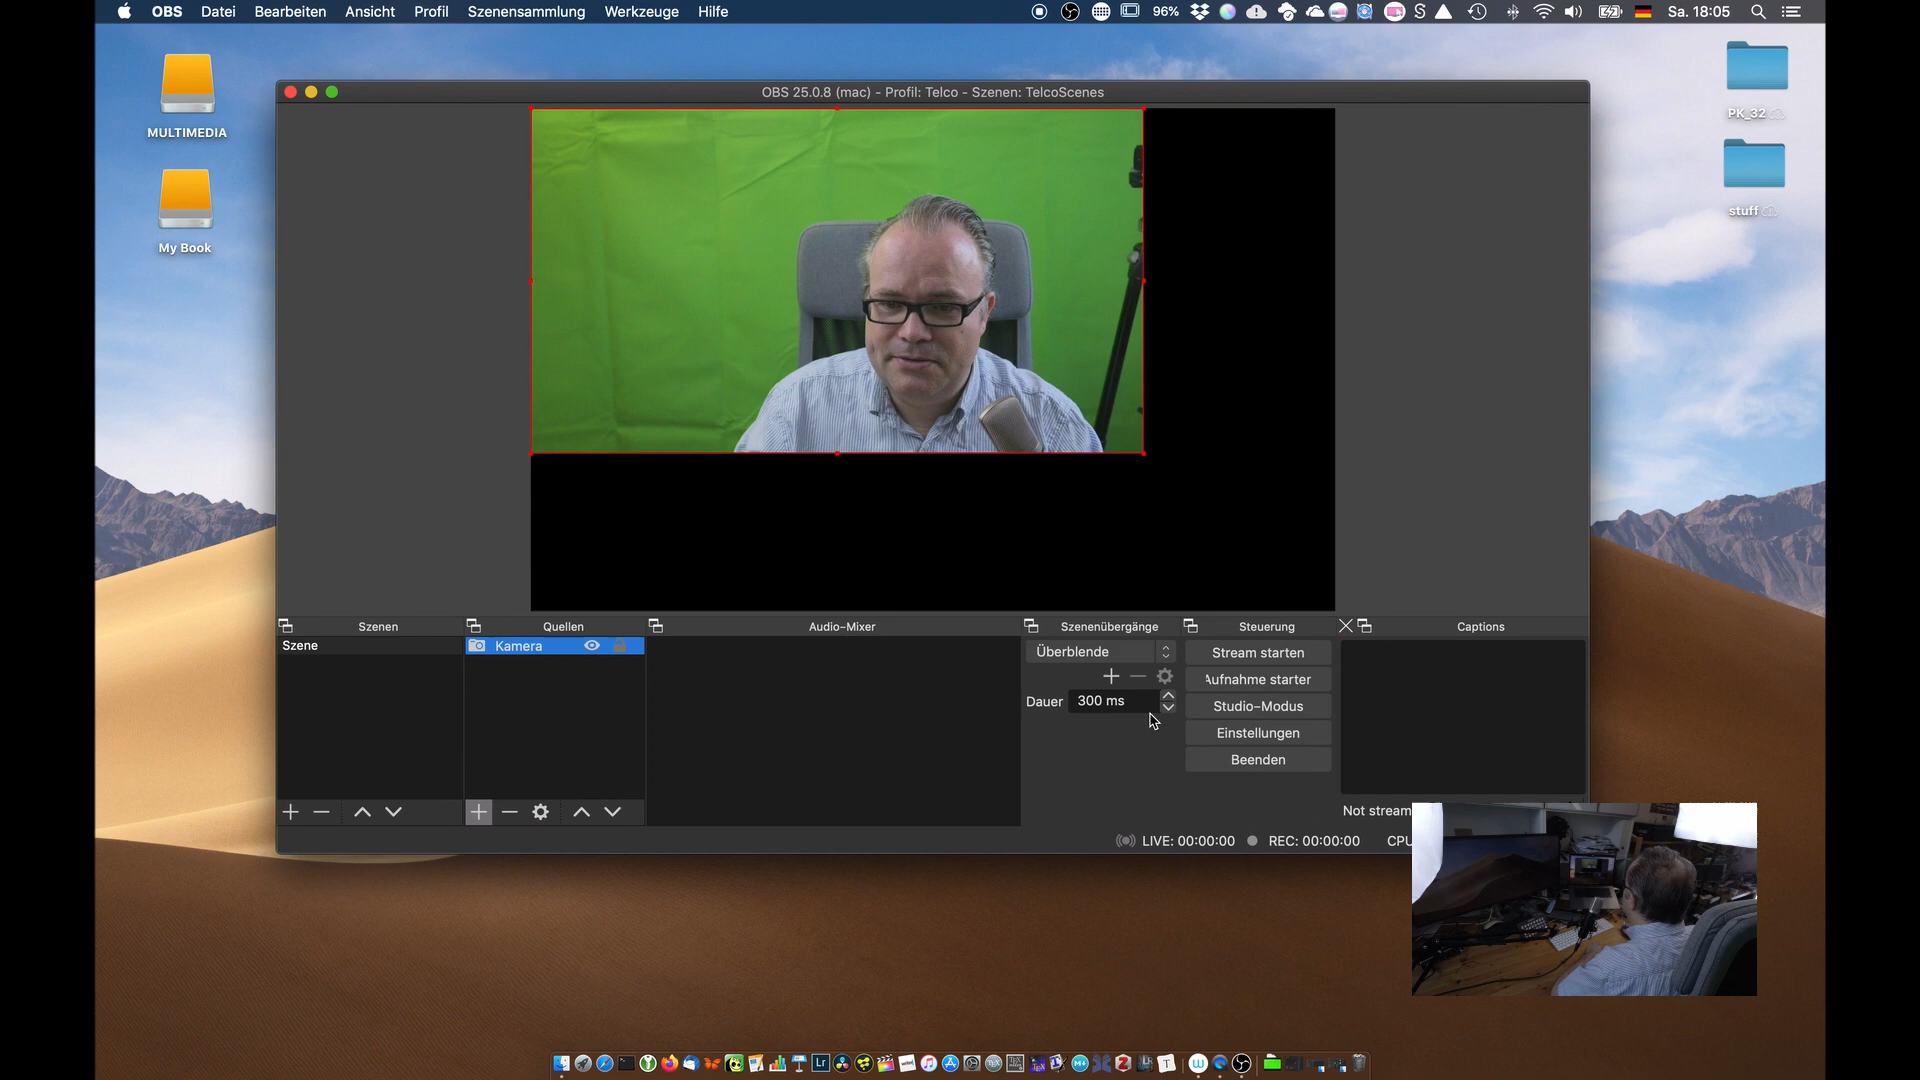 OBS Datei Bearbeiten Ansicht Profil Szenensammlung Werkzeuge Hilfe 96% Sa. 18:05
MULTIMEDIA
My Book
PK_32
stuff
OBS 25.0.8 (mac) - Profil: Telco - Szenen: TelcoScenes
Szenen Quellen Audio-Mixer Szenenübergänge Steuerung Captions
Szene
Kamera
Überblende
Dauer 300 ms
Stream starten
Aufnahme starter
Studio-Modus
Einstellungen
Beenden
Not stream
LIVE: 00:00:00 REC: 00:00:00 CPU
Lr
T